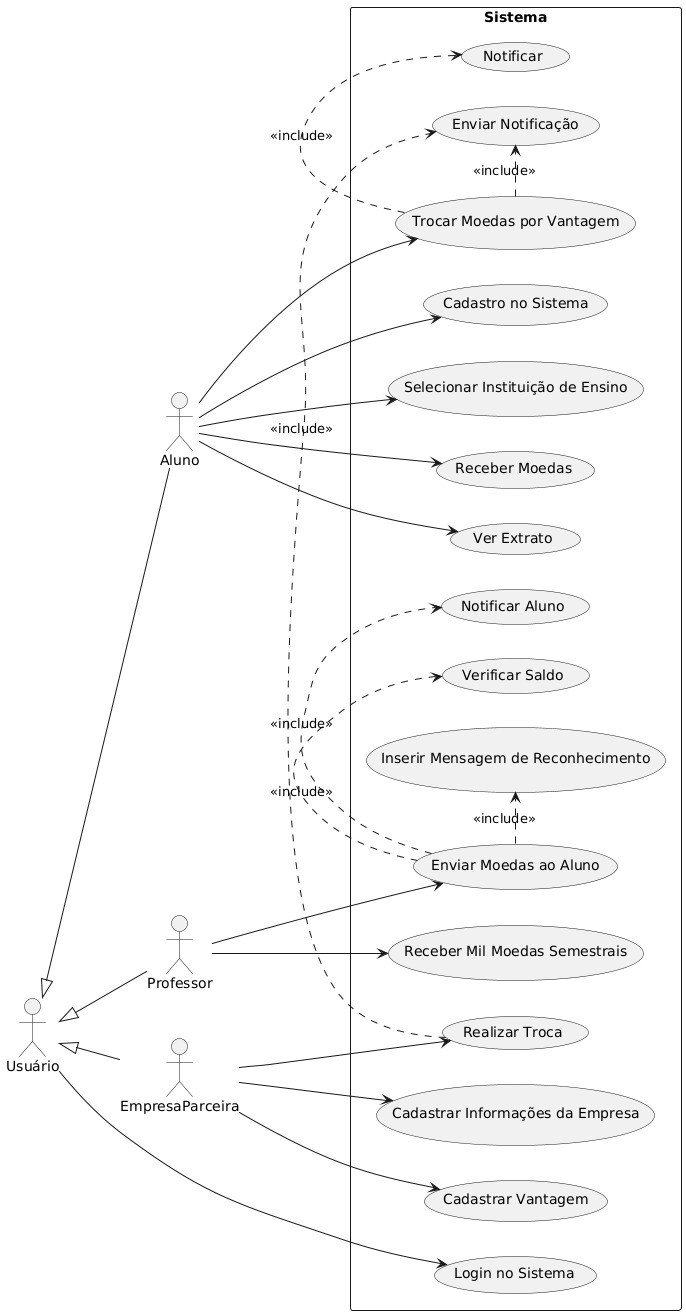 Sistema
Notificar
«include»
Enviar Notificação
«include»
Trocar Moedas por Vantagem
Cadastro no Sistema
Selecionar Instituição de Ensino
«include»
Aluno
Receber Moedas
Ver Extrato
Notificar Aluno
Verificar Saldo
«include»
Inserir Mensagem de Reconhecimento
«include»
«include»
Enviar Moedas ao Aluno
Receber Mil Moedas Semestrais
Professor
Realizar Troca
Usuário
EmpresaParceira
Cadastrar Informações da Empresa
Cadastrar Vantagem
Login no Sistema